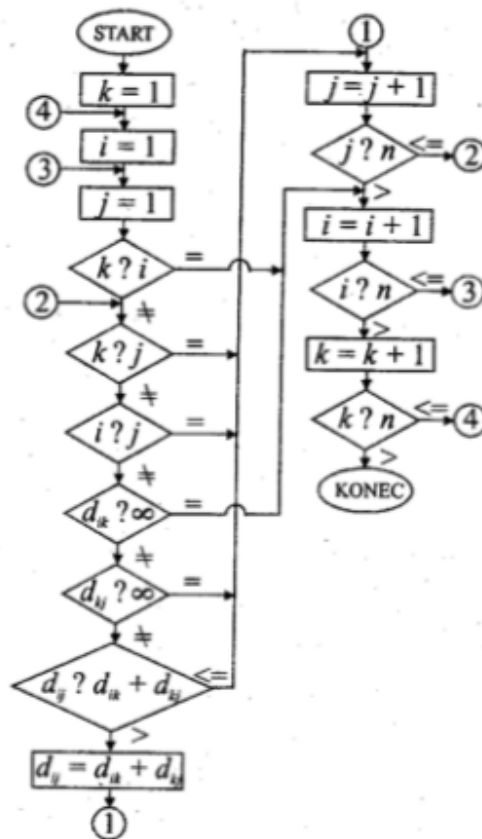 START
k = 1
4
i = 1
3
j = 1
k ? i
=
2
≠
k ? j
=
≠
i ? j
=
≠
d_ik ? ∞
=
≠
d_kj ? ∞
=
≠
d_ij ? d_ik + d_kj
<=
>
d_ij = d_ik + d_kj
1
1
j = j + 1
j ? n
<=
2
>
i = i + 1
i ? n
<=
3
>
k = k + 1
k ? n
<=
4
>
KONEC